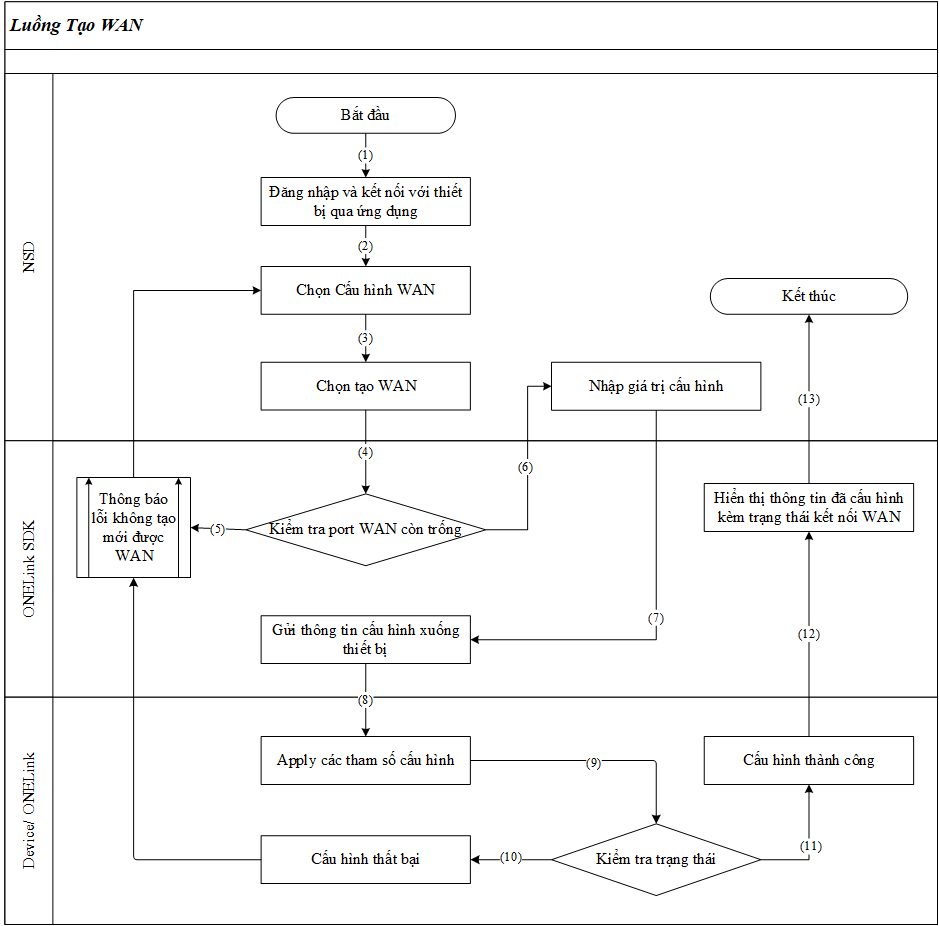 Luồng Tạo WAN
NSD
Bắt đầu
(1)
Đăng nhập và kết nối với thiết
bị qua ứng dụng
(2)
Chọn Cấu hình WAN
Kết thúc
(3)
Chọn tạo WAN
Nhập giá trị cấu hình
(13)
ONELink SDK
(4)
(6)
Thông báo
lỗi không tạo
mới được
WAN
(5)
Kiểm tra port WAN còn trống
Hiển thị thông tin đã cấu hình
kèm trạng thái kết nối WAN
(7)
Gửi thông tin cấu hình xuống
thiết bị
(12)
(8)
Device/ ONELink
Apply các tham số cấu hình
(9)
Cấu hình thành công
Cấu hình thất bại
(10)
Kiểm tra trạng thái
(11)